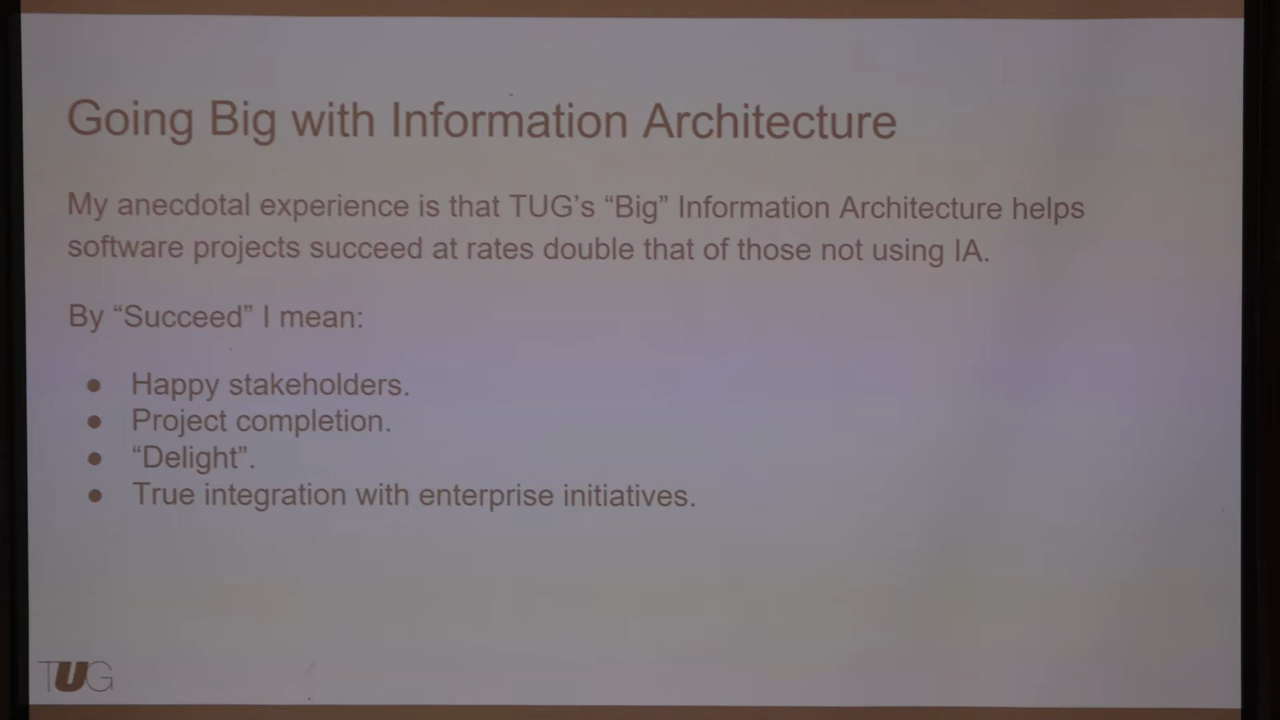 Going Big with Information Architecture
My anecdotal experience is that TUG's “Big” Information Architecture helps
software projects succeed at rates double that of those not using IA.
By “Succeed” I mean:
● Happy stakeholders.
● Project completion.
● “Delight”.
● True integration with enterprise initiatives.
TUG